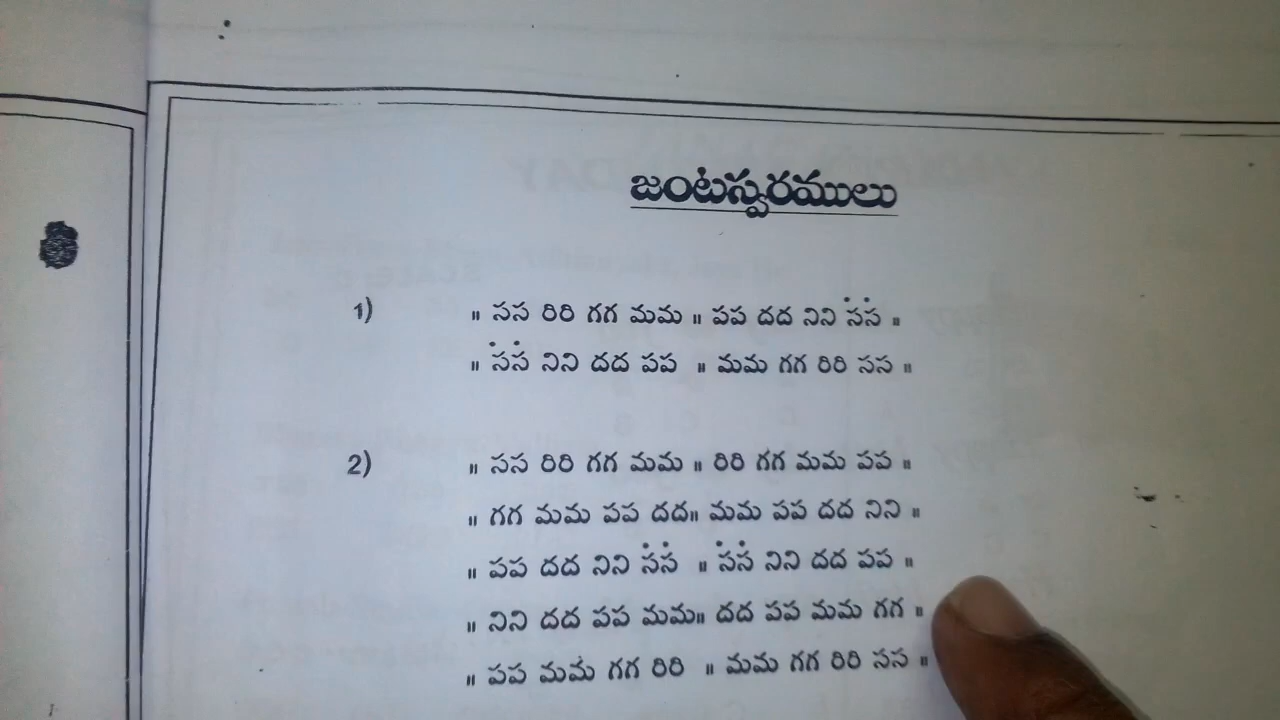 జంటస్వరములు
1) ॥ సస రిరి గగ మమ ॥ పప దద నిని సं॑సं॑ ॥
॥ స̇స̇ నిని దద పప ॥ మమ గగ రిరి సస ॥
2) ॥ సస రిరి గగ మమ ॥ రిరి గగ మమ పప ॥
॥ గగ మమ పప దద॥ మమ పప దద నిని ॥
॥ పప దద నిని స̇స̇ ॥ స̇స̇ నిని దద పప ॥
॥ నిని దద పప మమ॥ దద పప మమ గగ ॥
॥ పప మమ గగ రిరి ॥ మమ గగ రిరి సస ॥